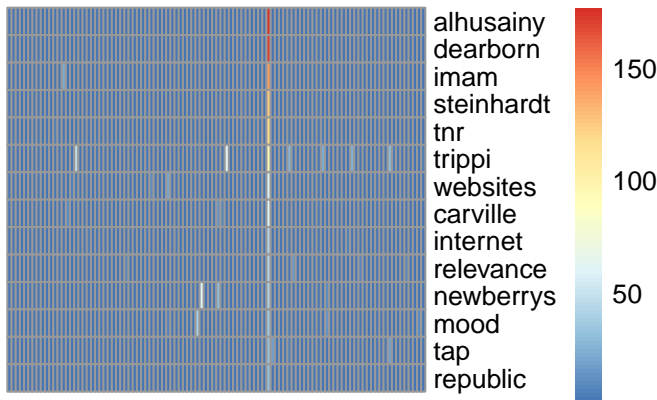 alhusainy
dearborn
imam
steinhardt
tnr
trippi
websites
carville
internet
relevance
newberrys
mood
tap
republic
150
100
50